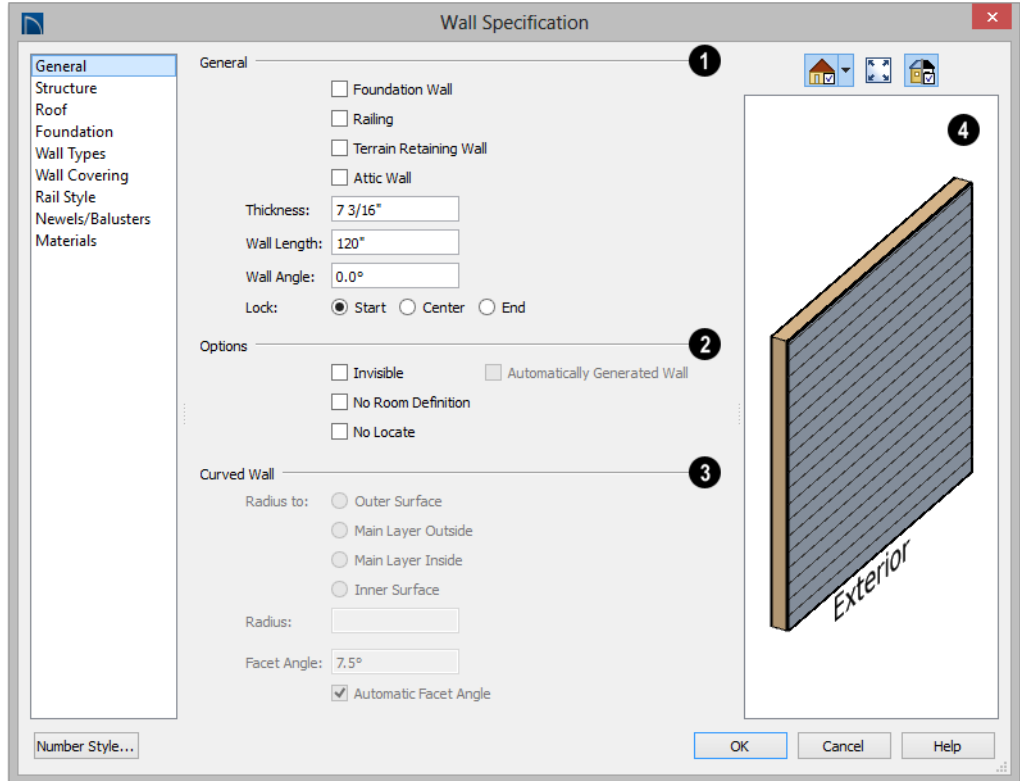 Wall Specification
General
Structure
Roof
Foundation
Wall Types
Wall Covering
Rail Style
Newels/Balusters
Materials
General 1
Foundation Wall
Railing
Terrain Retaining Wall
Attic Wall
Thickness: 7 3/16"
Wall Length: 120"
Wall Angle: 0.0°
Lock: Start Center End
Options 2
Invisible Automatically Generated Wall
No Room Definition
No Locate
Curved Wall 3
Radius to: Outer Surface
Main Layer Outside
Main Layer Inside
Inner Surface
Radius:
Facet Angle: 7.5°
Automatic Facet Angle
4
Exterior
Number Style... OK Cancel Help